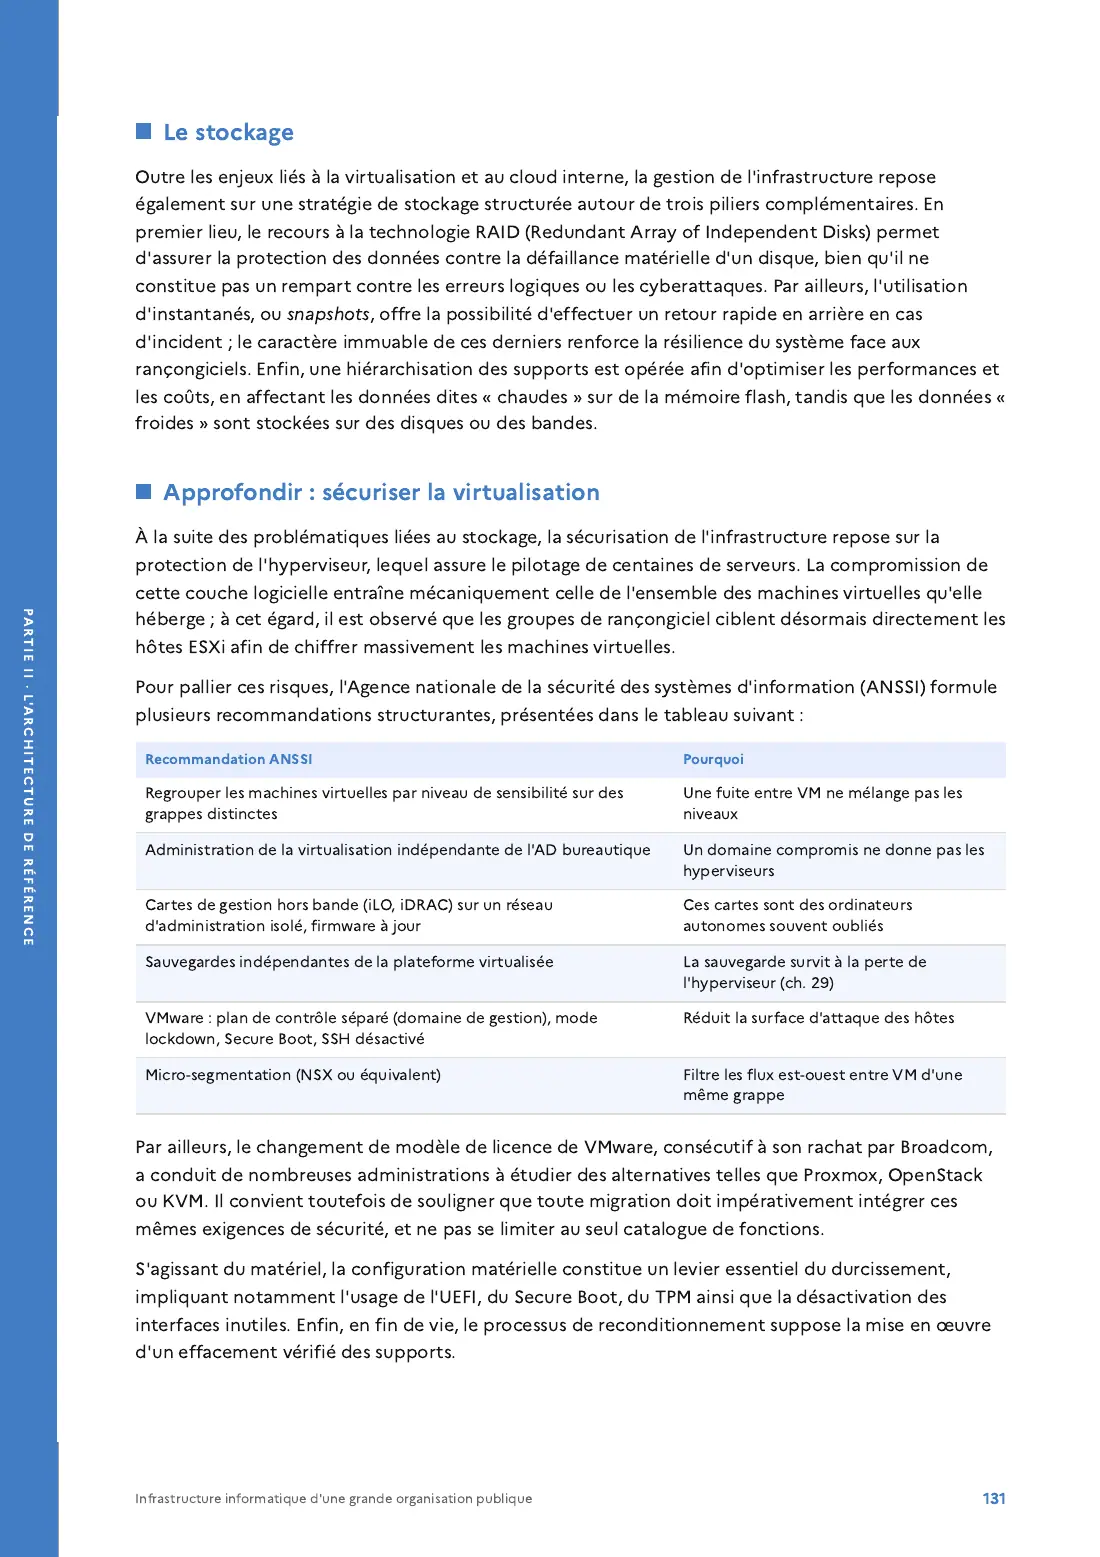 Le stockage
Outre les enjeux liés à la virtualisation et au cloud interne, la gestion de l'infrastructure repose
également sur une stratégie de stockage structurée autour de trois piliers complémentaires. En
premier lieu, le recours à la technologie RAID (Redundant Array of Independent Disks) permet
d'assurer la protection des données contre la défaillance matérielle d'un disque, bien qu'il ne
constitue pas un rempart contre les erreurs logiques ou les cyberattaques. Par ailleurs, l'utilisation
d'instantanés, ou snapshots, offre la possibilité d'effectuer un retour rapide en arrière en cas
d'incident ; le caractère immuable de ces derniers renforce la résilience du système face aux
rançongiciels. Enfin, une hiérarchisation des supports est opérée afin d'optimiser les performances et
les coûts, en affectant les données dites « chaudes » sur de la mémoire flash, tandis que les données «
froides » sont stockées sur des disques ou des bandes.
Approfondir : sécuriser la virtualisation
À la suite des problématiques liées au stockage, la sécurisation de l'infrastructure repose sur la
protection de l'hyperviseur, lequel assure le pilotage de centaines de serveurs. La compromission de
cette couche logicielle entraîne mécaniquement celle de l'ensemble des machines virtuelles qu'elle
héberge ; à cet égard, il est observé que les groupes de rançongiciel ciblent désormais directement les
hôtes ESXi afin de chiffrer massivement les machines virtuelles.
Pour pallier ces risques, l'Agence nationale de la sécurité des systèmes d'information (ANSSI) formule
plusieurs recommandations structurantes, présentées dans le tableau suivant :
Recommandation ANSSI
Pourquoi
Regrouper les machines virtuelles par niveau de sensibilité sur des
grappes distinctes
Une fuite entre VM ne mélange pas les
niveaux
Administration de la virtualisation indépendante de l'AD bureautique
Un domaine compromis ne donne pas les
hyperviseurs
Cartes de gestion hors bande (iLO, iDRAC) sur un réseau
d'administration isolé, firmware à jour
Ces cartes sont des ordinateurs
autonomes souvent oubliés
Sauvegardes indépendantes de la plateforme virtualisée
La sauvegarde survit à la perte de
l'hyperviseur (ch. 29)
VMware : plan de contrôle séparé (domaine de gestion), mode
lockdown, Secure Boot, SSH désactivé
Réduit la surface d'attaque des hôtes
Micro-segmentation (NSX ou équivalent)
Filtre les flux est-ouest entre VM d'une
même grappe
Par ailleurs, le changement de modèle de licence de VMware, consécutif à son rachat par Broadcom,
a conduit de nombreuses administrations à étudier des alternatives telles que Proxmox, OpenStack
ou KVM. Il convient toutefois de souligner que toute migration doit impérativement intégrer ces
mêmes exigences de sécurité, et ne pas se limiter au seul catalogue de fonctions.
S'agissant du matériel, la configuration matérielle constitue un levier essentiel du durcissement,
impliquant notamment l'usage de l'UEFI, du Secure Boot, du TPM ainsi que la désactivation des
interfaces inutiles. Enfin, en fin de vie, le processus de reconditionnement suppose la mise en œuvre
d'un effacement vérifié des supports.
PARTIE II · L'ARCHITECTURE DE RÉFÉRENCE
Infrastructure informatique d'une grande organisation publique
131